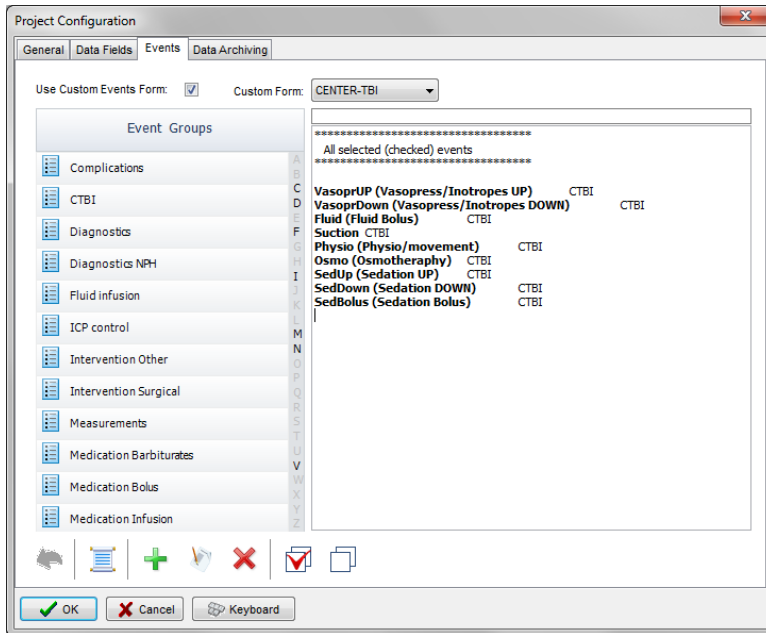 Project Configuration
General Data Fields Events Data Archiving
Use Custom Events Form: Custom Form: CENTER-TBI
Event Groups
Complications
CTBI
Diagnostics
Diagnostics NPH
Fluid infusion
ICP control
Intervention Other
Intervention Surgical
Measurements
Medication Barbiturates
Medication Bolus
Medication Infusion
A
B
C
D
E
F
G
H
I
J
K
L
M
N
O
P
Q
R
S
T
U
V
W
X
Y
Z
**********************************
All selected (checked) events
**********************************
VasoprUP (Vasopress/Inotropes UP) CTBI
VasoprDown (Vasopress/Inotropes DOWN) CTBI
Fluid (Fluid Bolus) CTBI
Suction CTBI
Physio (Physio/movement) CTBI
Osmo (Osmotheraphy) CTBI
SedUp (Sedation UP) CTBI
SedDown (Sedation DOWN) CTBI
SedBolus (Sedation Bolus) CTBI
OK Cancel Keyboard